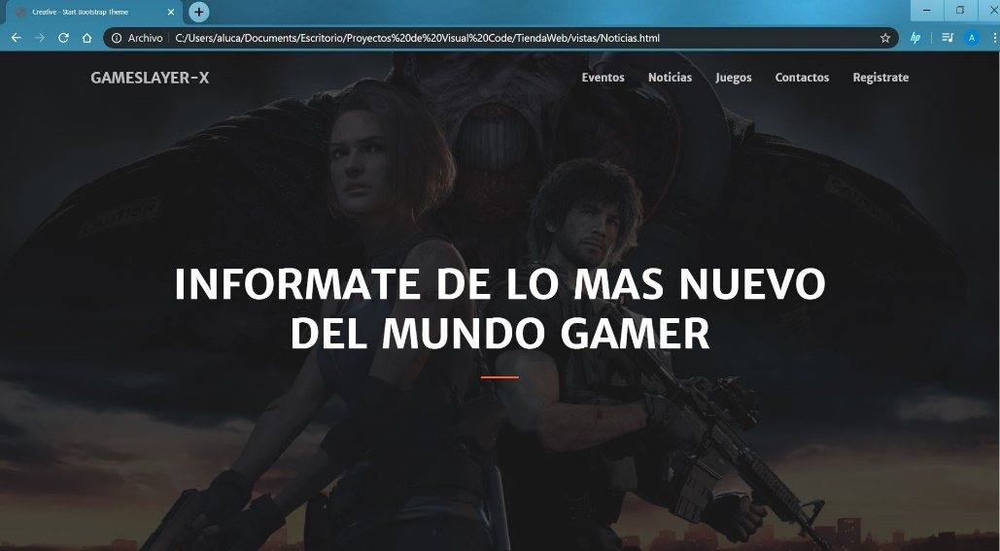 Creative - Start Bootstrap Theme
Archivo
C:/Users/aluca/Documents/Escritorio/Proyectos%20de%20Visual%20Code/TiendaWeb/vistas/Noticias.html
hp
A
GAMESLAYER-X
Eventos
Noticias
Juegos
Contactos
Registrate
INFORMATE DE LO MAS NUEVO
DEL MUNDO GAMER